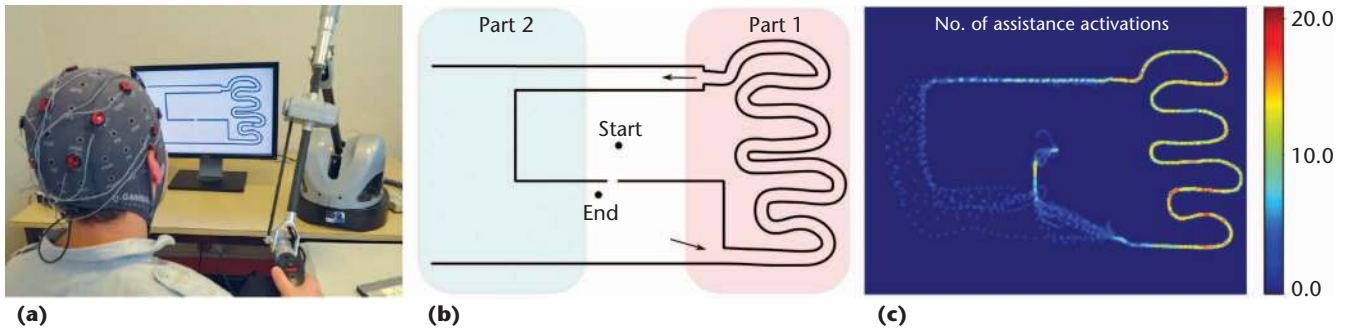 Part 2
Part 1
Start
End
No. of assistance activations
20.0
10.0
0.0
(a)
(b)
(c)